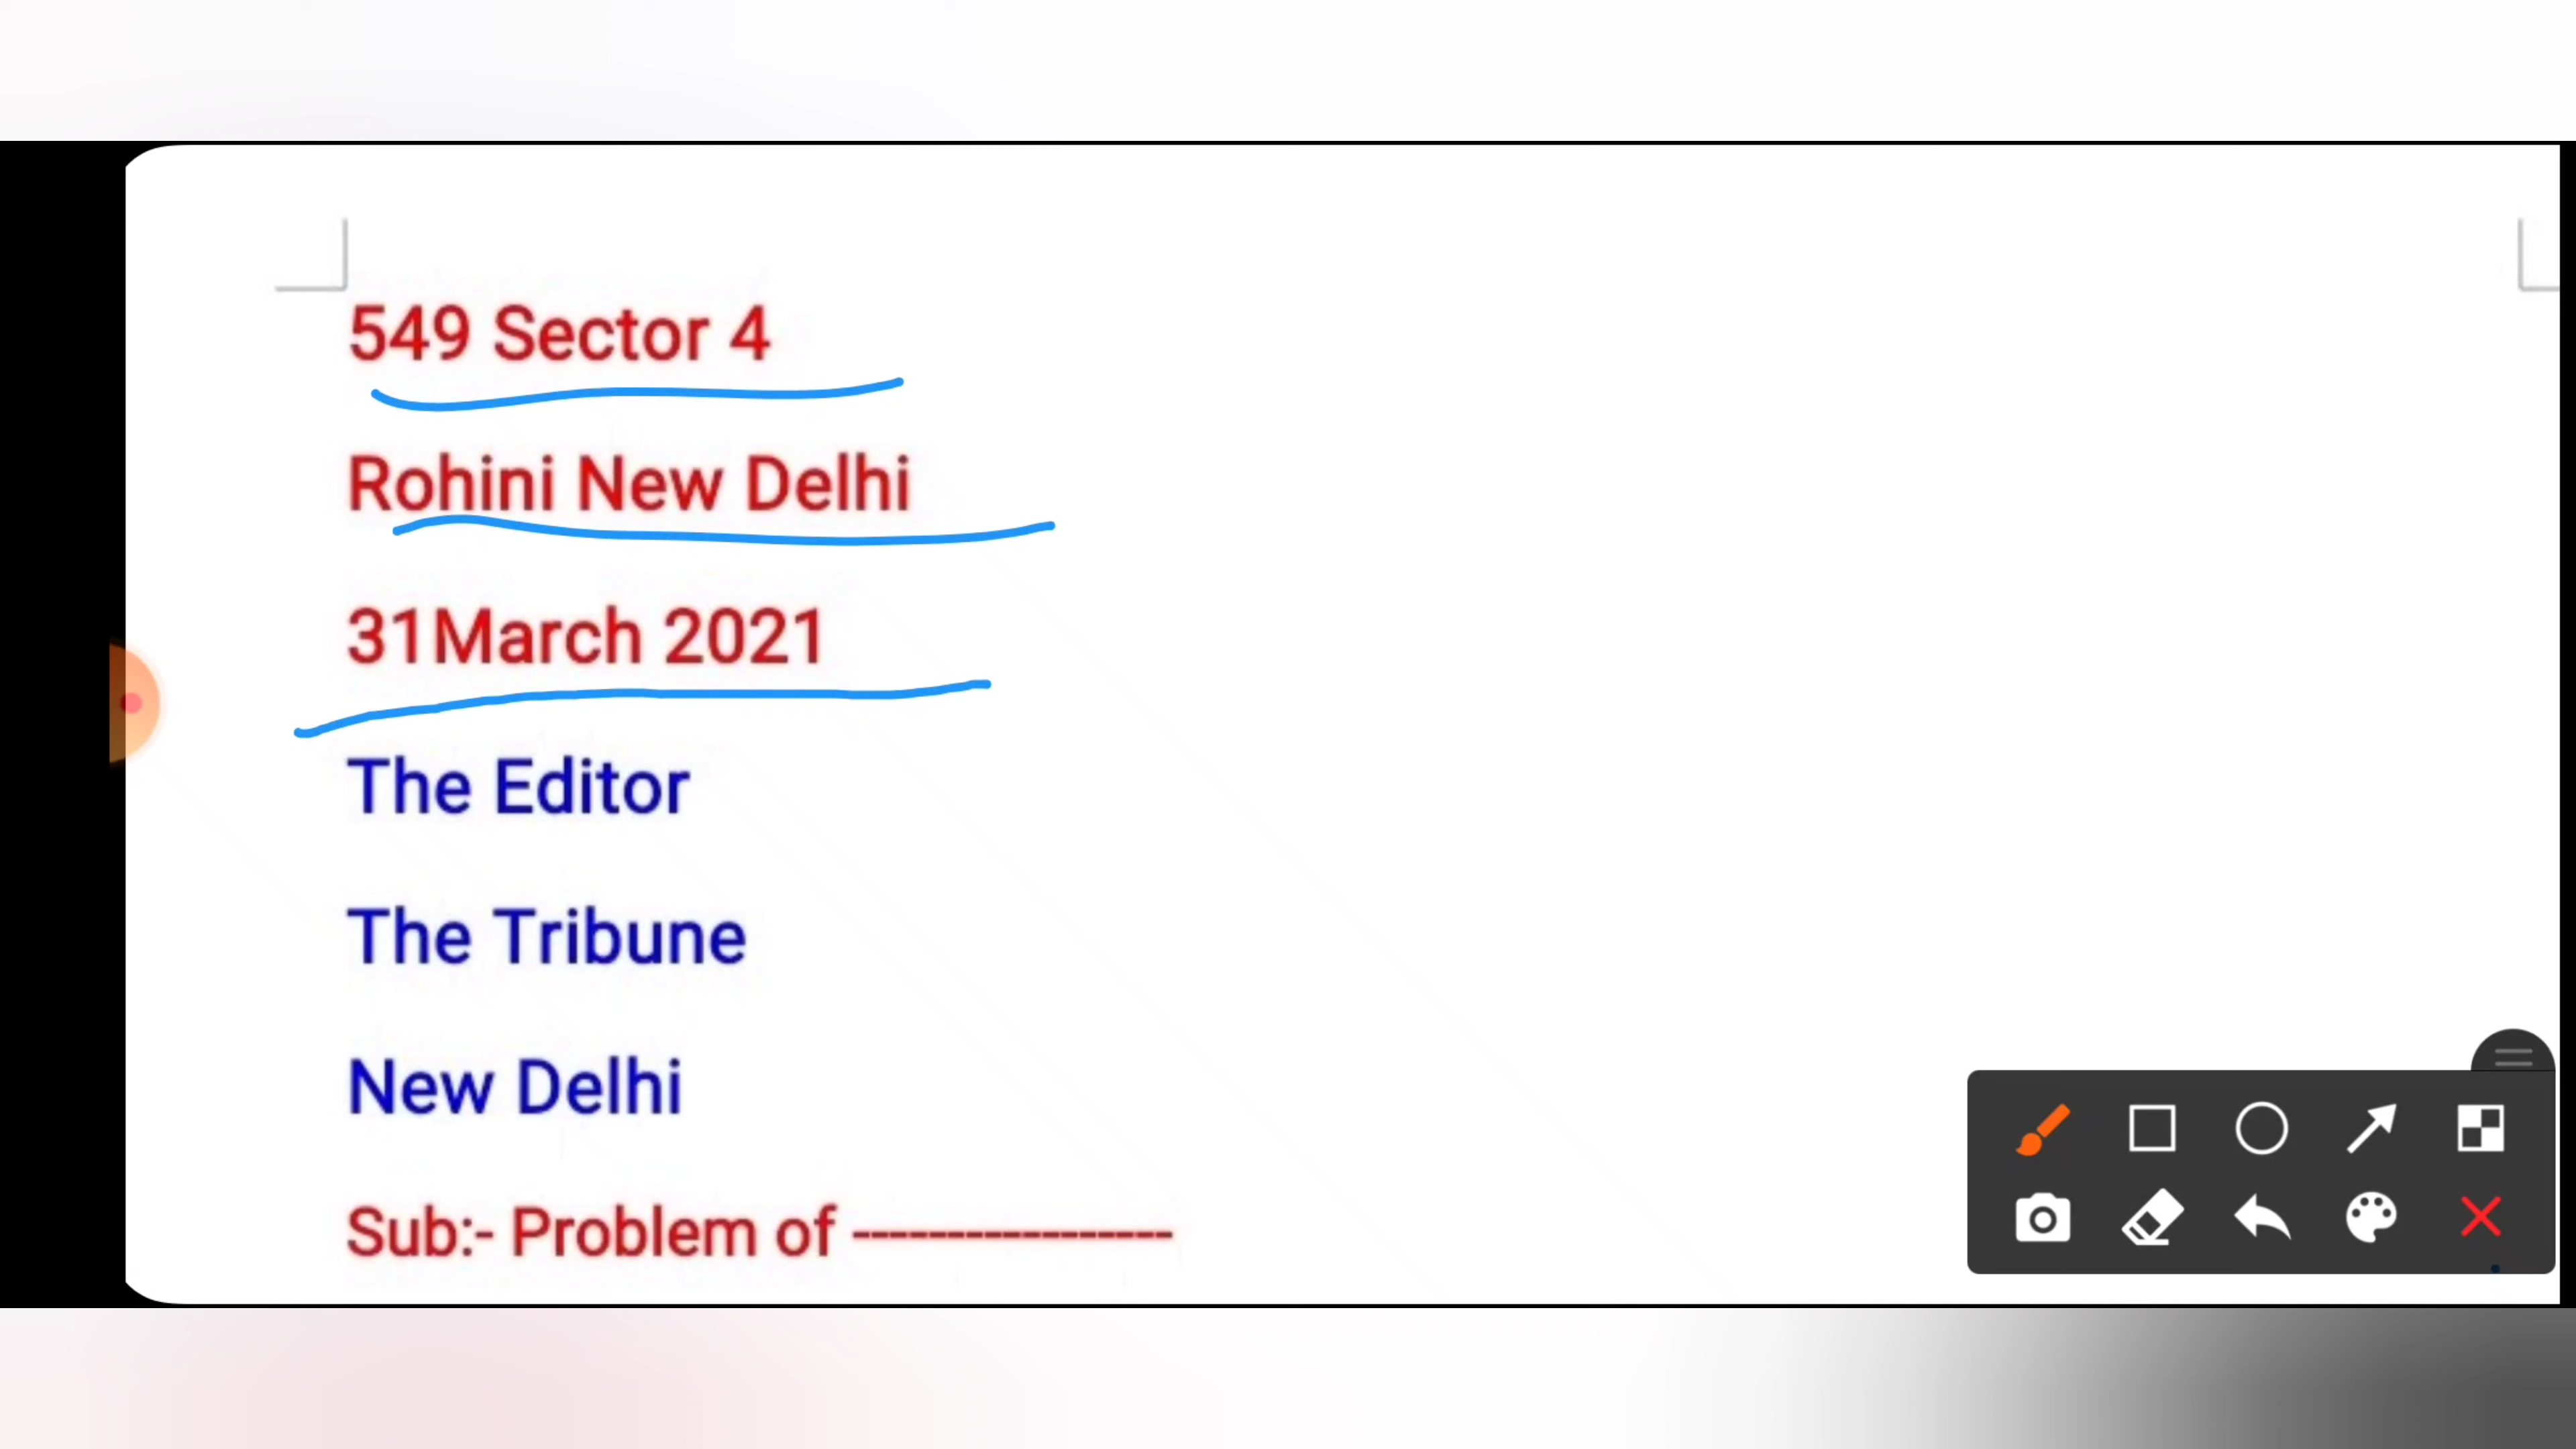 549 Sector 4
Rohini New Delhi
31March 2021
The Editor
The Tribune
New Delhi
Sub:- Problem of -----------------